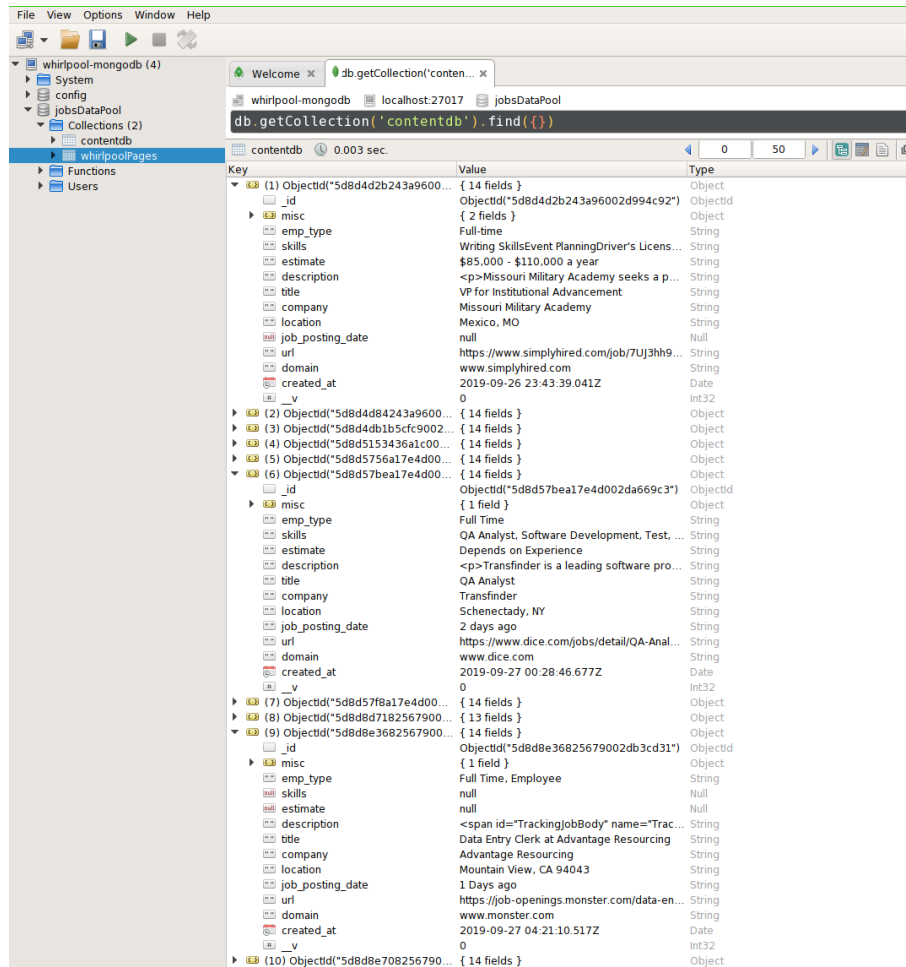 File View Options Window Help
whirlpool-mongodb (4)
System
config
jobsDataPool
Collections (2)
contentdb
whirlpoolPages
Functions
Users
Welcome
db.getCollection('conten...
whirlpool-mongodb localhost:27017 jobsDataPool
db.getCollection('contentdb').find({})
contentdb 0.003 sec. 0 50
Key Value Type
(1) ObjectId("5d8d4d2b243a9600... { 14 fields } Object
_id ObjectId("5d8d4d2b243a96002d994c92") ObjectId
misc { 2 fields } Object
emp_type Full-time String
skills Writing SkillsEvent PlanningDriver's Licens... String
estimate $85,000 - $110,000 a year String
description <p>Missouri Military Academy seeks a p... String
title VP for Institutional Advancement String
company Missouri Military Academy String
location Mexico, MO String
job_posting_date null Null
url https://www.simplyhired.com/job/7UJ3hh9... String
domain www.simplyhired.com String
created_at 2019-09-26 23:43:39.041Z Date
__v 0 Int32
(2) ObjectId("5d8d4d84243a9600... { 14 fields } Object
(3) ObjectId("5d8d4db1b5cfc9002... { 14 fields } Object
(4) ObjectId("5d8d5153436a1c00... { 14 fields } Object
(5) ObjectId("5d8d5756a17e4d00... { 14 fields } Object
(6) ObjectId("5d8d57bea17e4d00... { 14 fields } Object
_id ObjectId("5d8d57bea17e4d002da669c3") ObjectId
misc { 1 field } Object
emp_type Full Time String
skills QA Analyst, Software Development, Test, ... String
estimate Depends on Experience String
description <p>Transfinder is a leading software pro... String
title QA Analyst String
company Transfinder String
location Schenectady, NY String
job_posting_date 2 days ago String
url https://www.dice.com/jobs/detail/QA-Anal... String
domain www.dice.com String
created_at 2019-09-27 00:28:46.677Z Date
__v 0 Int32
(7) ObjectId("5d8d57f8a17e4d00... { 14 fields } Object
(8) ObjectId("5d8d8d7182567900... { 13 fields } Object
(9) ObjectId("5d8d8e3682567900... { 14 fields } Object
_id ObjectId("5d8d8e36825679002db3cd31") ObjectId
misc { 1 field } Object
emp_type Full Time, Employee String
skills null Null
estimate null Null
description <span id="TrackingJobBody" name="Trac... String
title Data Entry Clerk at Advantage Resourcing String
company Advantage Resourcing String
location Mountain View, CA 94043 String
job_posting_date 1 Days ago String
url https://job-openings.monster.com/data-en... String
domain www.monster.com String
created_at 2019-09-27 04:21:10.517Z Date
__v 0 Int32
(10) ObjectId("5d8d8e708256790... { 14 fields } Object